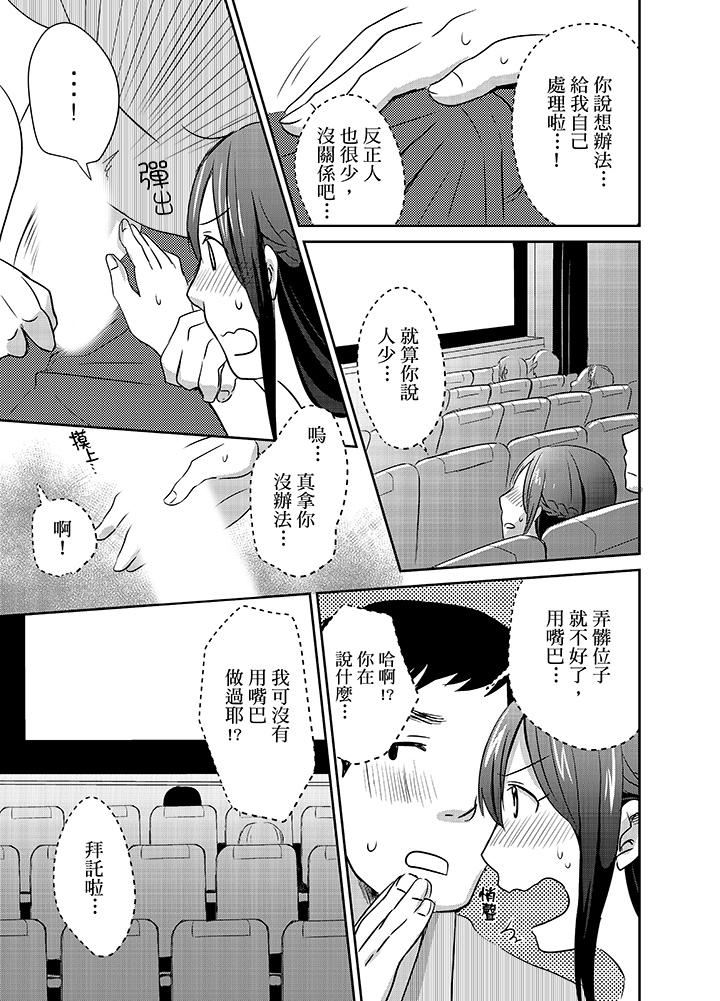 你說想辦法…
給我自己
處理啦…！
反正人
也很少，
沒關係吧…
…！
彈出
就算你說
人少…
嗚…
真拿你
沒辦法…
摸上…
啊！
弄髒位子
就不好了，
用嘴巴…
哈啊!?
你在
說什麼…
悄聲
我可沒有
用嘴巴
做過耶!?
拜託啦…